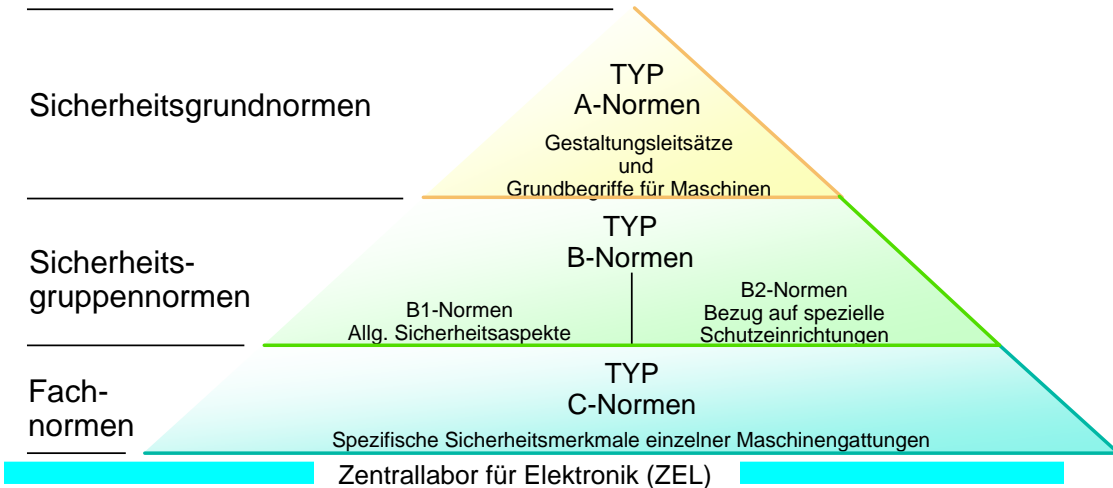 Sicherheitsgrundnormen
TYP
A-Normen
Gestaltungsleitsätze
und
Grundbegriffe für Maschinen
Sicherheits-
gruppennormen
TYP
B-Normen
B1-Normen
Allg. Sicherheitsaspekte
B2-Normen
Bezug auf spezielle
Schutzeinrichtungen
Fach-
normen
TYP
C-Normen
Spezifische Sicherheitsmerkmale einzelner Maschinengattungen
Zentrallabor für Elektronik (ZEL)